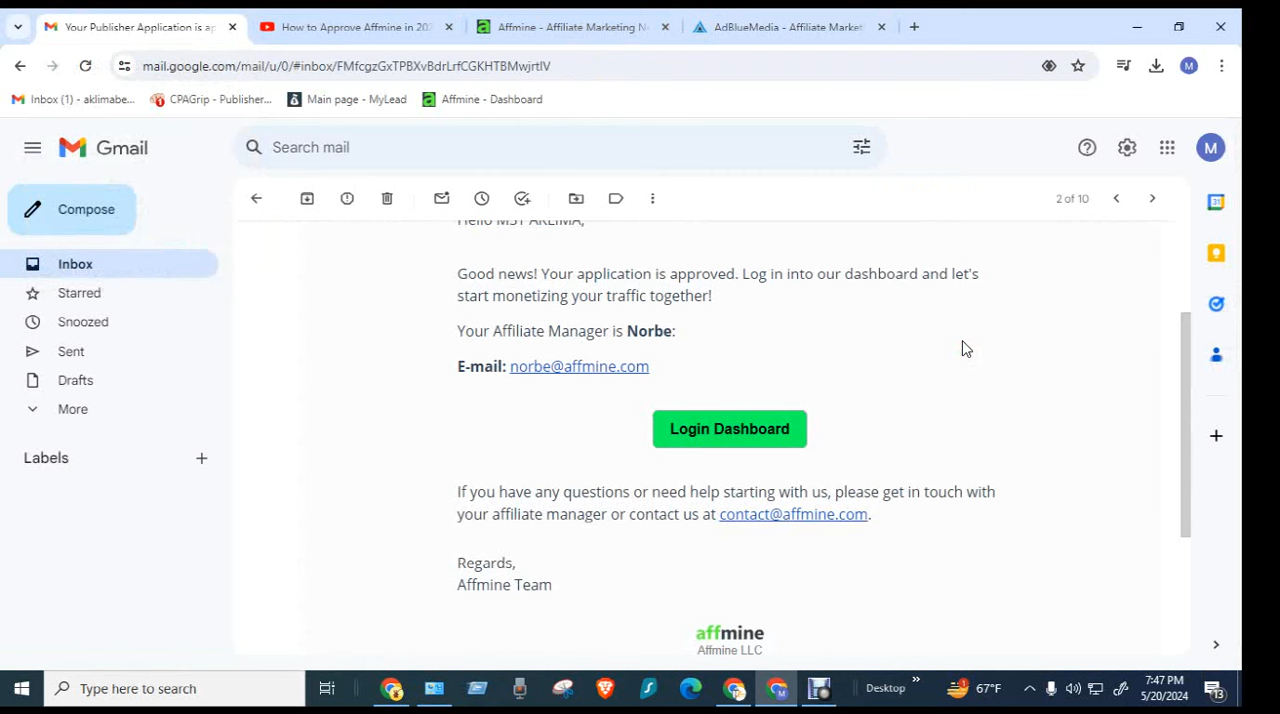 Your Publisher Application is ap
How to Approve Affmine in 202
Affmine - Affiliate Marketing N
AdBlueMedia - Affiliate Market
mail.google.com/mail/u/0/#inbox/FMfcgzGxTPBXvBdrLrfCGKHTBMwjrtlV
M
Inbox (1) - aklimabe...
CPAGrip - Publisher...
Main page - MyLead
Affmine - Dashboard
Gmail
Search mail
M
Compose
2 of 10
Inbox
Starred
Snoozed
Sent
Drafts
More
Labels
Hello MST AKLIMA,
Good news! Your application is approved. Log in into our dashboard and let's
start monetizing your traffic together!
Your Affiliate Manager is Norbe:
E-mail: norbe@affmine.com
Login Dashboard
If you have any questions or need help starting with us, please get in touch with
your affiliate manager or contact us at contact@affmine.com.
Regards,
Affmine Team
affmine
Affmine LLC
Type here to search
Desktop
67°F
7:47 PM
5/20/2024
13